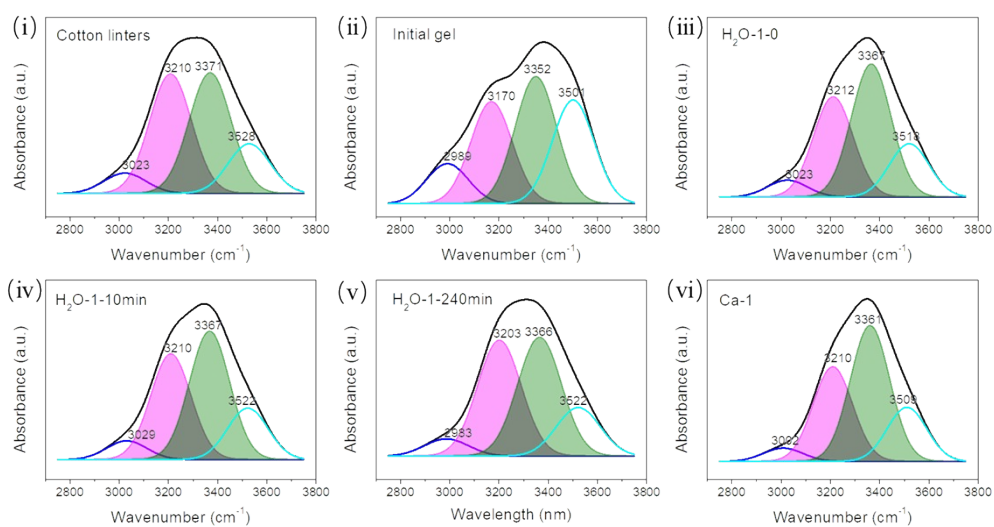 (i)
Cotton linters
3210
3371
3023
3528
Absorbance (a.u.)
2800 3000 3200 3400 3600 3800
Wavenumber (cm⁻¹)
(ii)
Initial gel
3352
3170
3501
2989
Absorbance (a.u.)
2800 3000 3200 3400 3600 3800
Wavenumber (cm⁻¹)
(iii)
H₂O-1-0
3367
3212
3518
3023
Absorbance (a.u.)
2800 3000 3200 3400 3600 3800
Wavenumber (cm⁻¹)
(iv)
H₂O-1-10min
3367
3210
3522
3029
Absorbance (a.u.)
2800 3000 3200 3400 3600 3800
Wavenumber (cm⁻¹)
(v)
H₂O-1-240min
3203
3366
3522
2983
Absorbance (a.u.)
2800 3000 3200 3400 3600 3800
Wavelength (nm)
(vi)
Ca-1
3361
3210
3509
3002
Absorbance (a.u.)
2800 3000 3200 3400 3600 3800
Wavenumber (cm⁻¹)